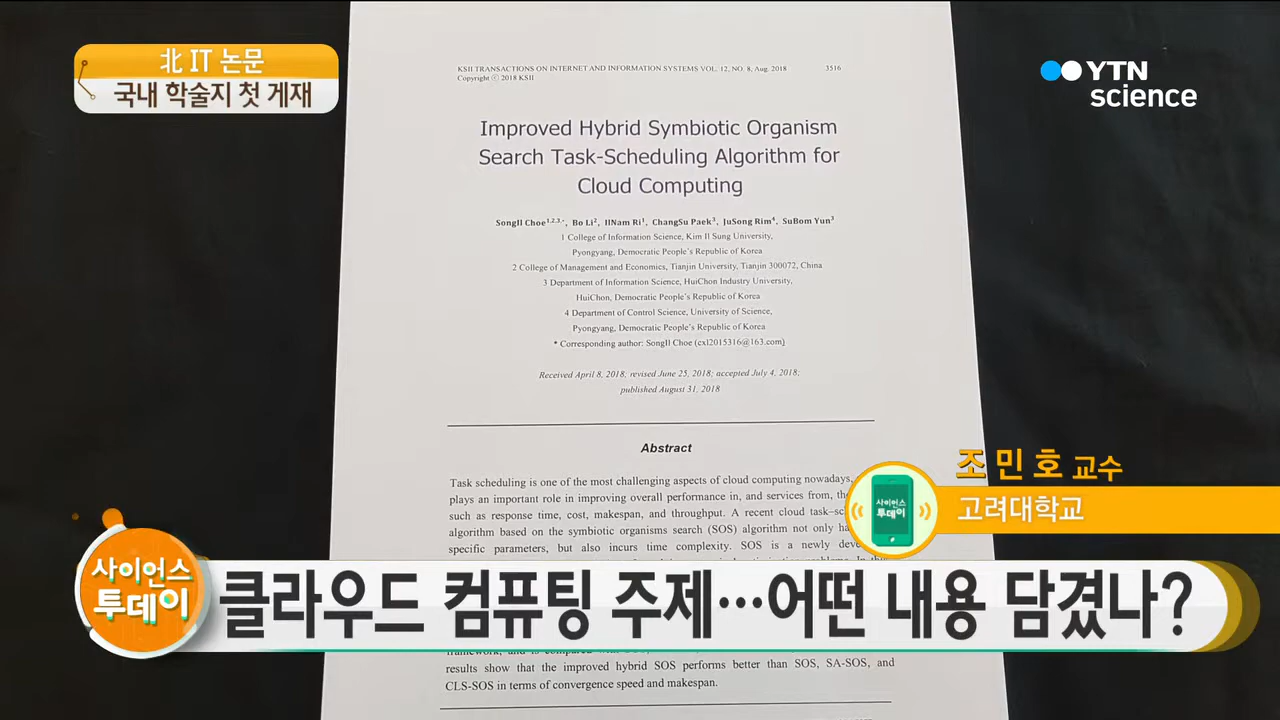 北 IT 논문
국내 학술지 첫 게재
YTN
science
KSII TRANSACTIONS ON INTERNET AND INFORMATION SYSTEMS VOL. 12, NO. 8, Aug. 2018 3516
Copyright ⓒ 2018 KSII
Improved Hybrid Symbiotic Organism
Search Task-Scheduling Algorithm for
Cloud Computing
SongIl Choe1,2,3,*, Bo Li2, IlNam Ri1, ChangSu Paek3, JuSong Rim4, SuBom Yun3
1 College of Information Science, Kim Il Sung University,
Pyongyang, Democratic People's Republic of Korea
2 College of Management and Economics, Tianjin University, Tianjin 300072, China
3 Department of Information Science, HuiChon Industry University,
HuiChon, Democratic People's Republic of Korea
4 Department of Control Science, University of Science,
Pyongyang, Democratic People's Republic of Korea
* Corresponding author: SongIl Choe (cxl2015316@163.com)
Received April 8, 2018; revised June 25, 2018; accepted July 4, 2018;
published August 31, 2018
Abstract
Task scheduling is one of the most challenging aspects of cloud computing nowadays,
plays an important role in improving overall performance in, and services from,
such as response time, cost, makespan, and throughput. A recent cloud
algorithm based on the symbiotic organisms search (SOS) algorithm not only
specific parameters, but also incurs time complexity. SOS is a newly
조민호 교수
고려대학교
사이언스
투데이
사이언스
투데이
클라우드 컴퓨팅 주제…어떤 내용 담겼나?
results show that the improved hybrid SOS performs better than SOS, SA-SOS, and
CLS-SOS in terms of convergence speed and makespan.